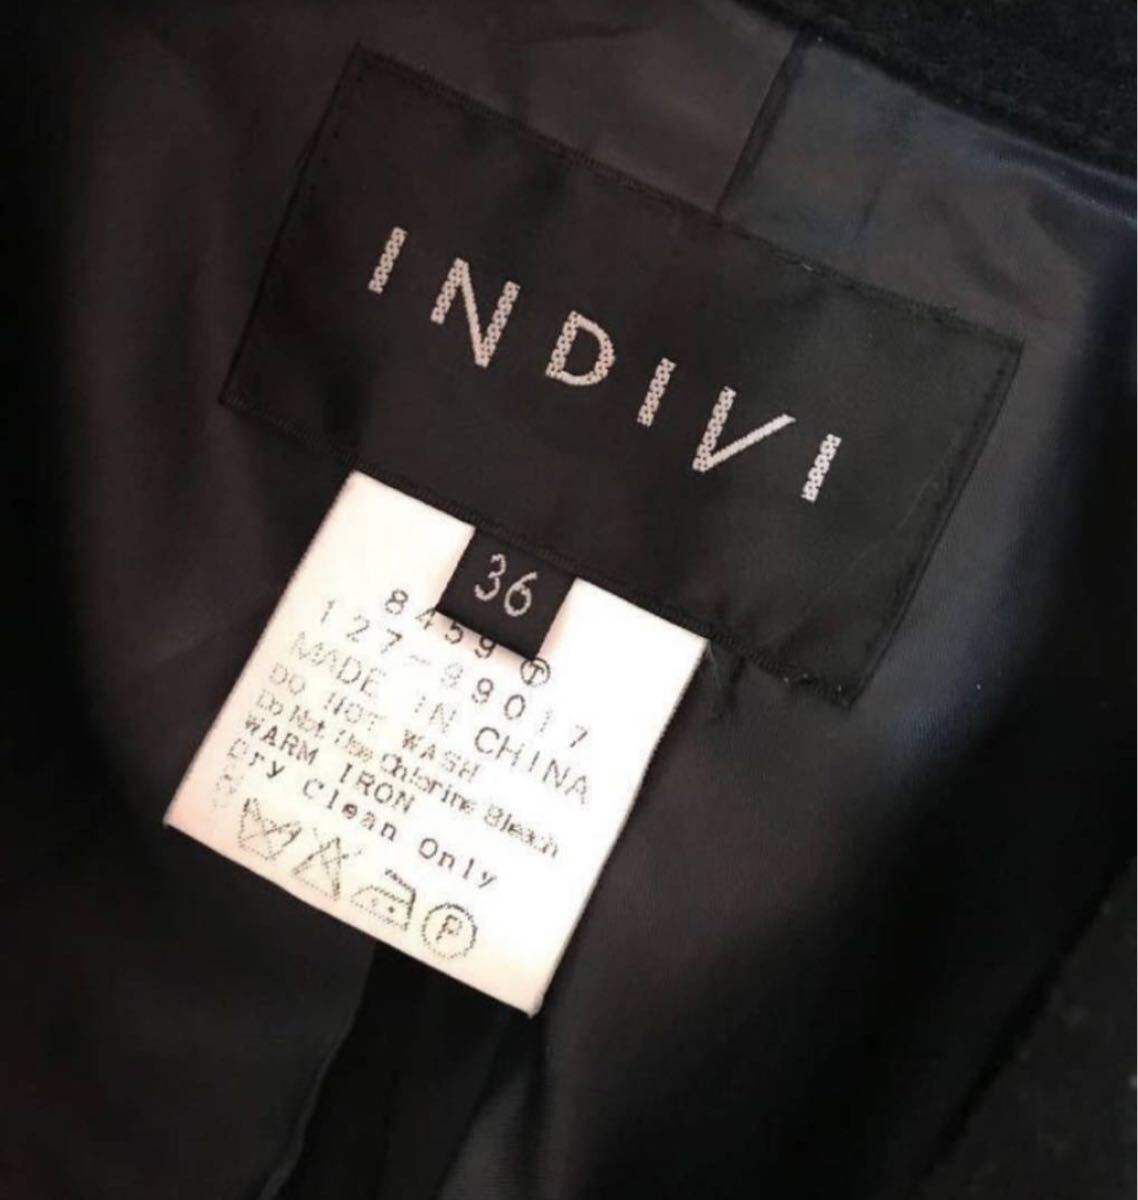 INDIVI
36
8459 Ⓣ
127-89017
MADE IN CHINA
DO NOT WASH
Do Not Use Chlorine Bleach
WARM IRON
Dry Clean Only
P